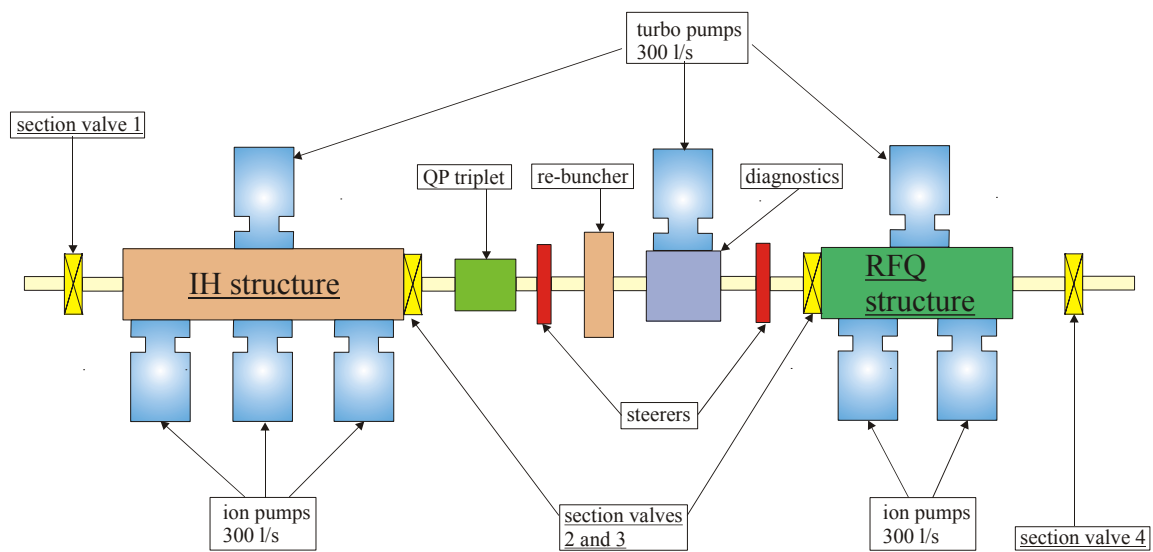 turbo pumps
300 l/s
section valve 1
QP triplet
re-buncher
diagnostics
IH structure
RFQ
structure
steerers
ion pumps
300 l/s
section valves
2 and 3
ion pumps
300 l/s
section valve 4